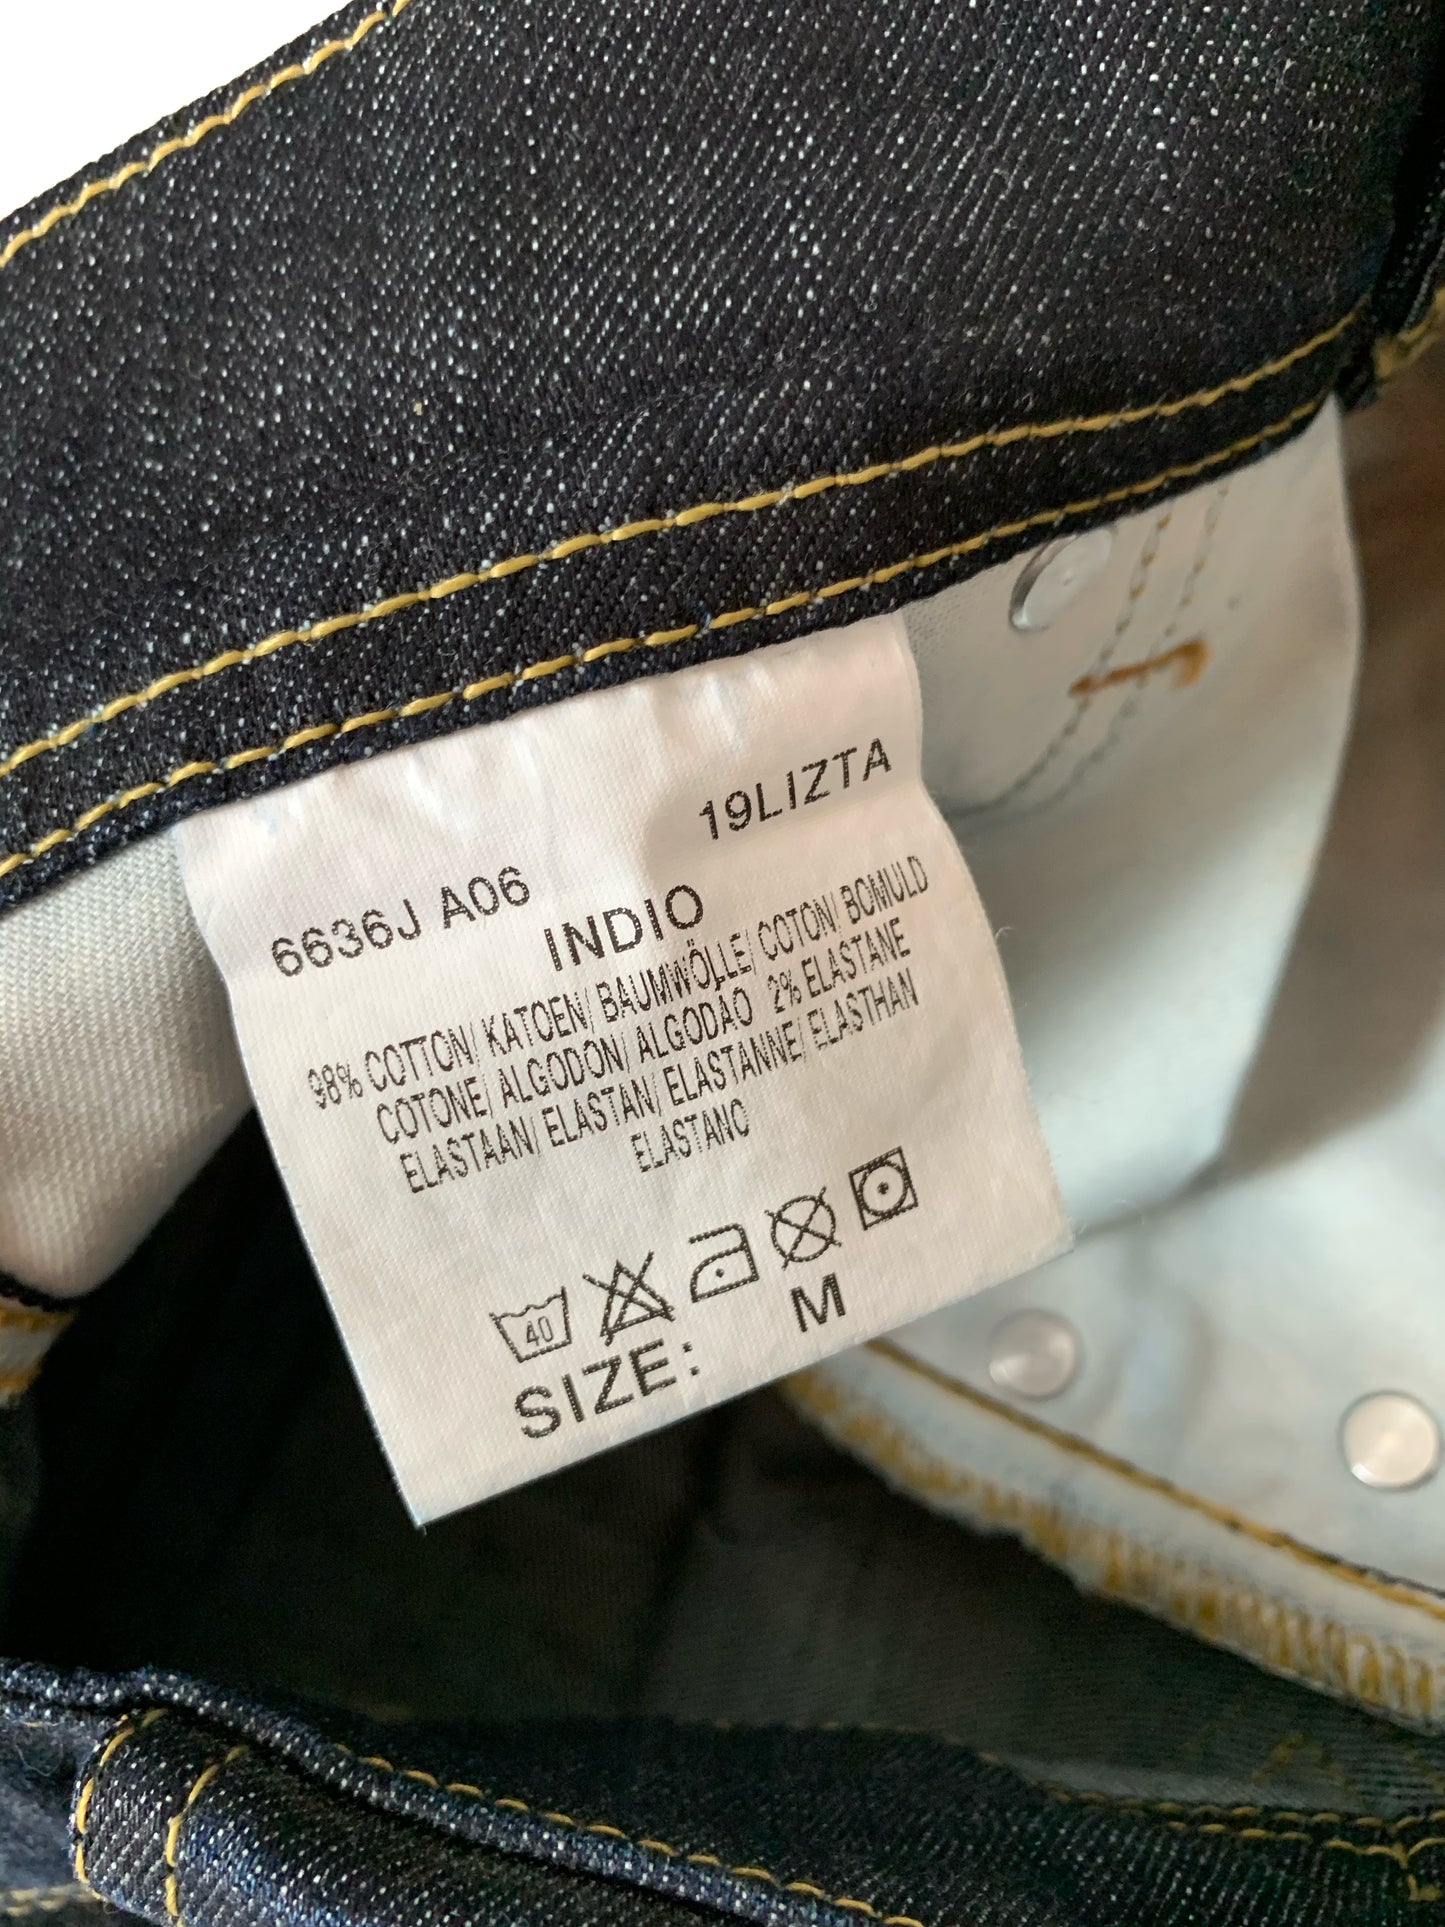 19LIZTA
6636J A06
INDIO
98% COTTON/ KATOEN/ BAUMWÖLLE/ COTON/ BOMULD
COTONE/ ALGODON/ ALGODÃO 2% ELASTANE
ELASTAAN/ ELASTAN/ ELASTANNE/ ELASTHAN
ELASTANO
40
SIZE: M